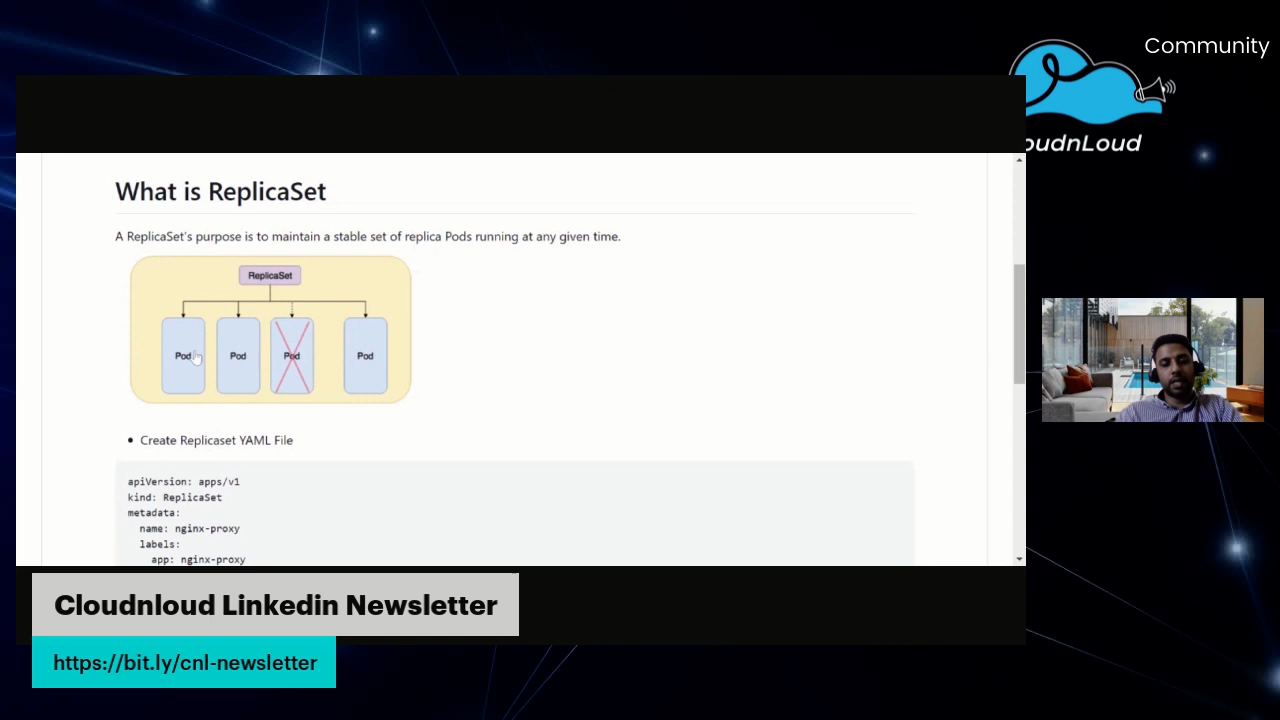 Community
oudnLoud
What is ReplicaSet
A ReplicaSet's purpose is to maintain a stable set of replica Pods running at any given time.
ReplicaSet
Pod Pod Pod Pod
• Create Replicaset YAML File
apiVersion: apps/v1
kind: ReplicaSet
metadata:
name: nginx-proxy
labels:
app: nginx-proxy
Cloudnloud Linkedin Newsletter
https://bit.ly/cnl-newsletter